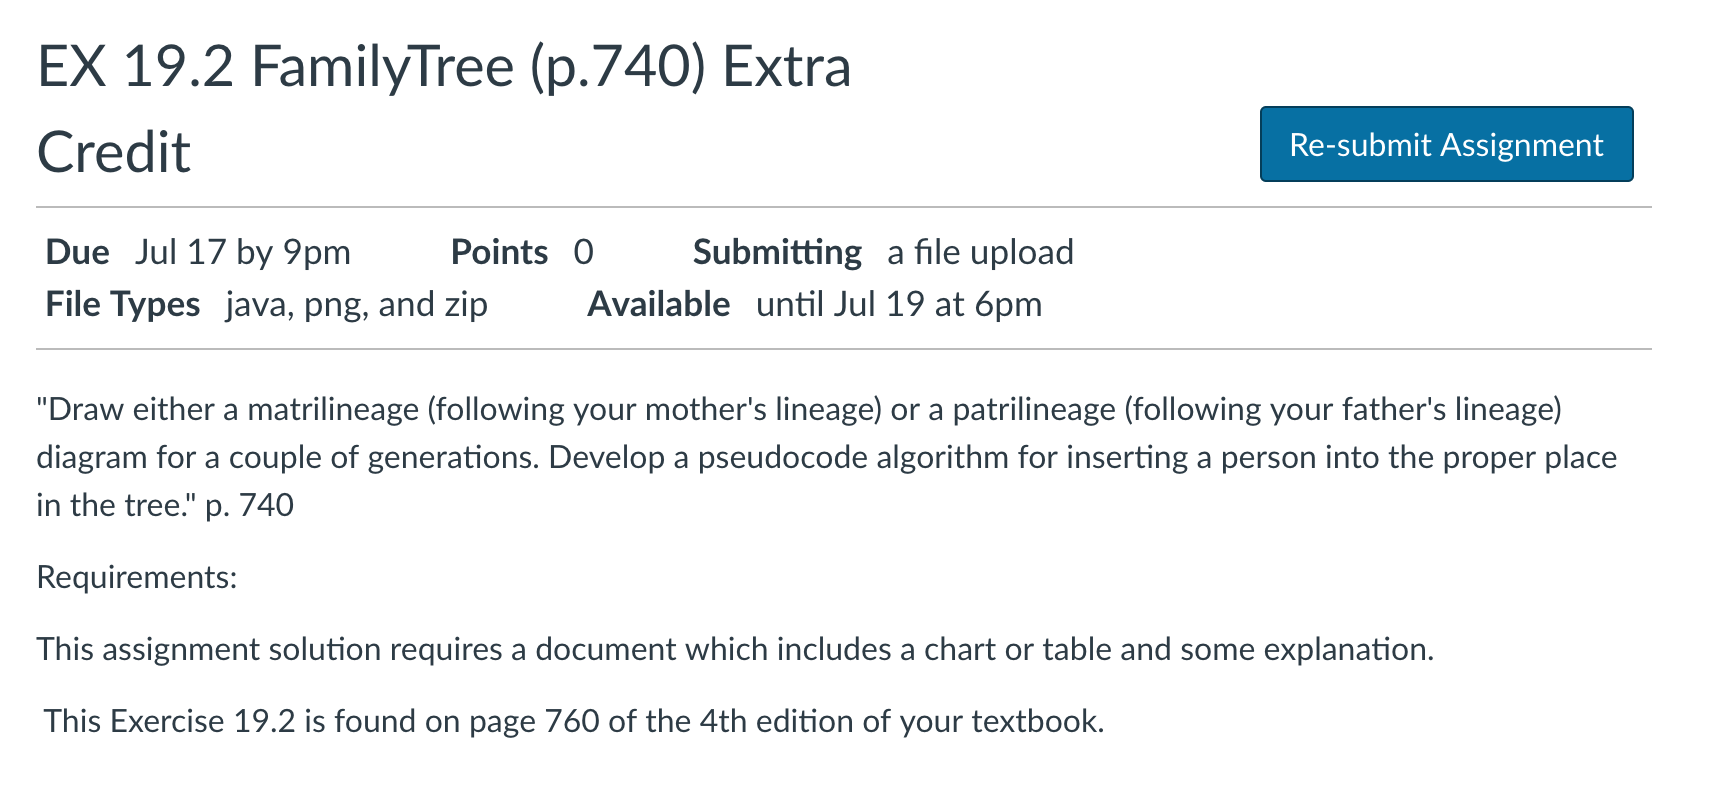 EX 19.2 FamilyTree (p.740) Extra
Credit
Re-submit Assignment
Due Jul 17 by 9pm Points 0 Submitting a file upload
File Types java, png, and zip Available until Jul 19 at 6pm
"Draw either a matrilineage (following your mother's lineage) or a patrilineage (following your father's lineage)
diagram for a couple of generations. Develop a pseudocode algorithm for inserting a person into the proper place
in the tree." p. 740
Requirements:
This assignment solution requires a document which includes a chart or table and some explanation.
This Exercise 19.2 is found on page 760 of the 4th edition of your textbook.